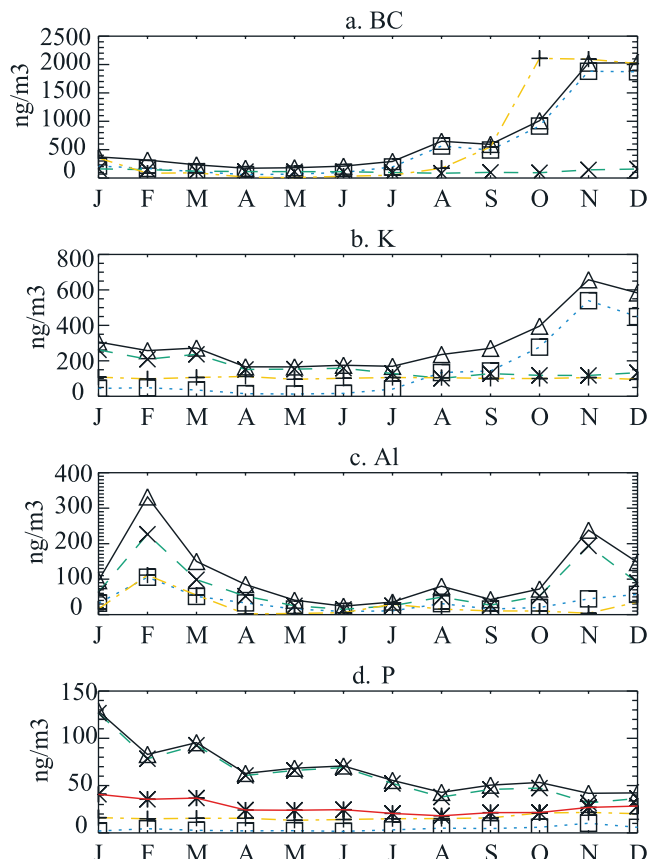 a. BC
2500
2000
1500
1000
500
0
ng/m3
J F M A M J J A S O N D
b. K
800
600
400
200
0
ng/m3
J F M A M J J A S O N D
c. Al
400
300
200
100
0
ng/m3
J F M A M J J A S O N D
d. P
150
100
50
0
ng/m3
J F M A M J J A S O N D